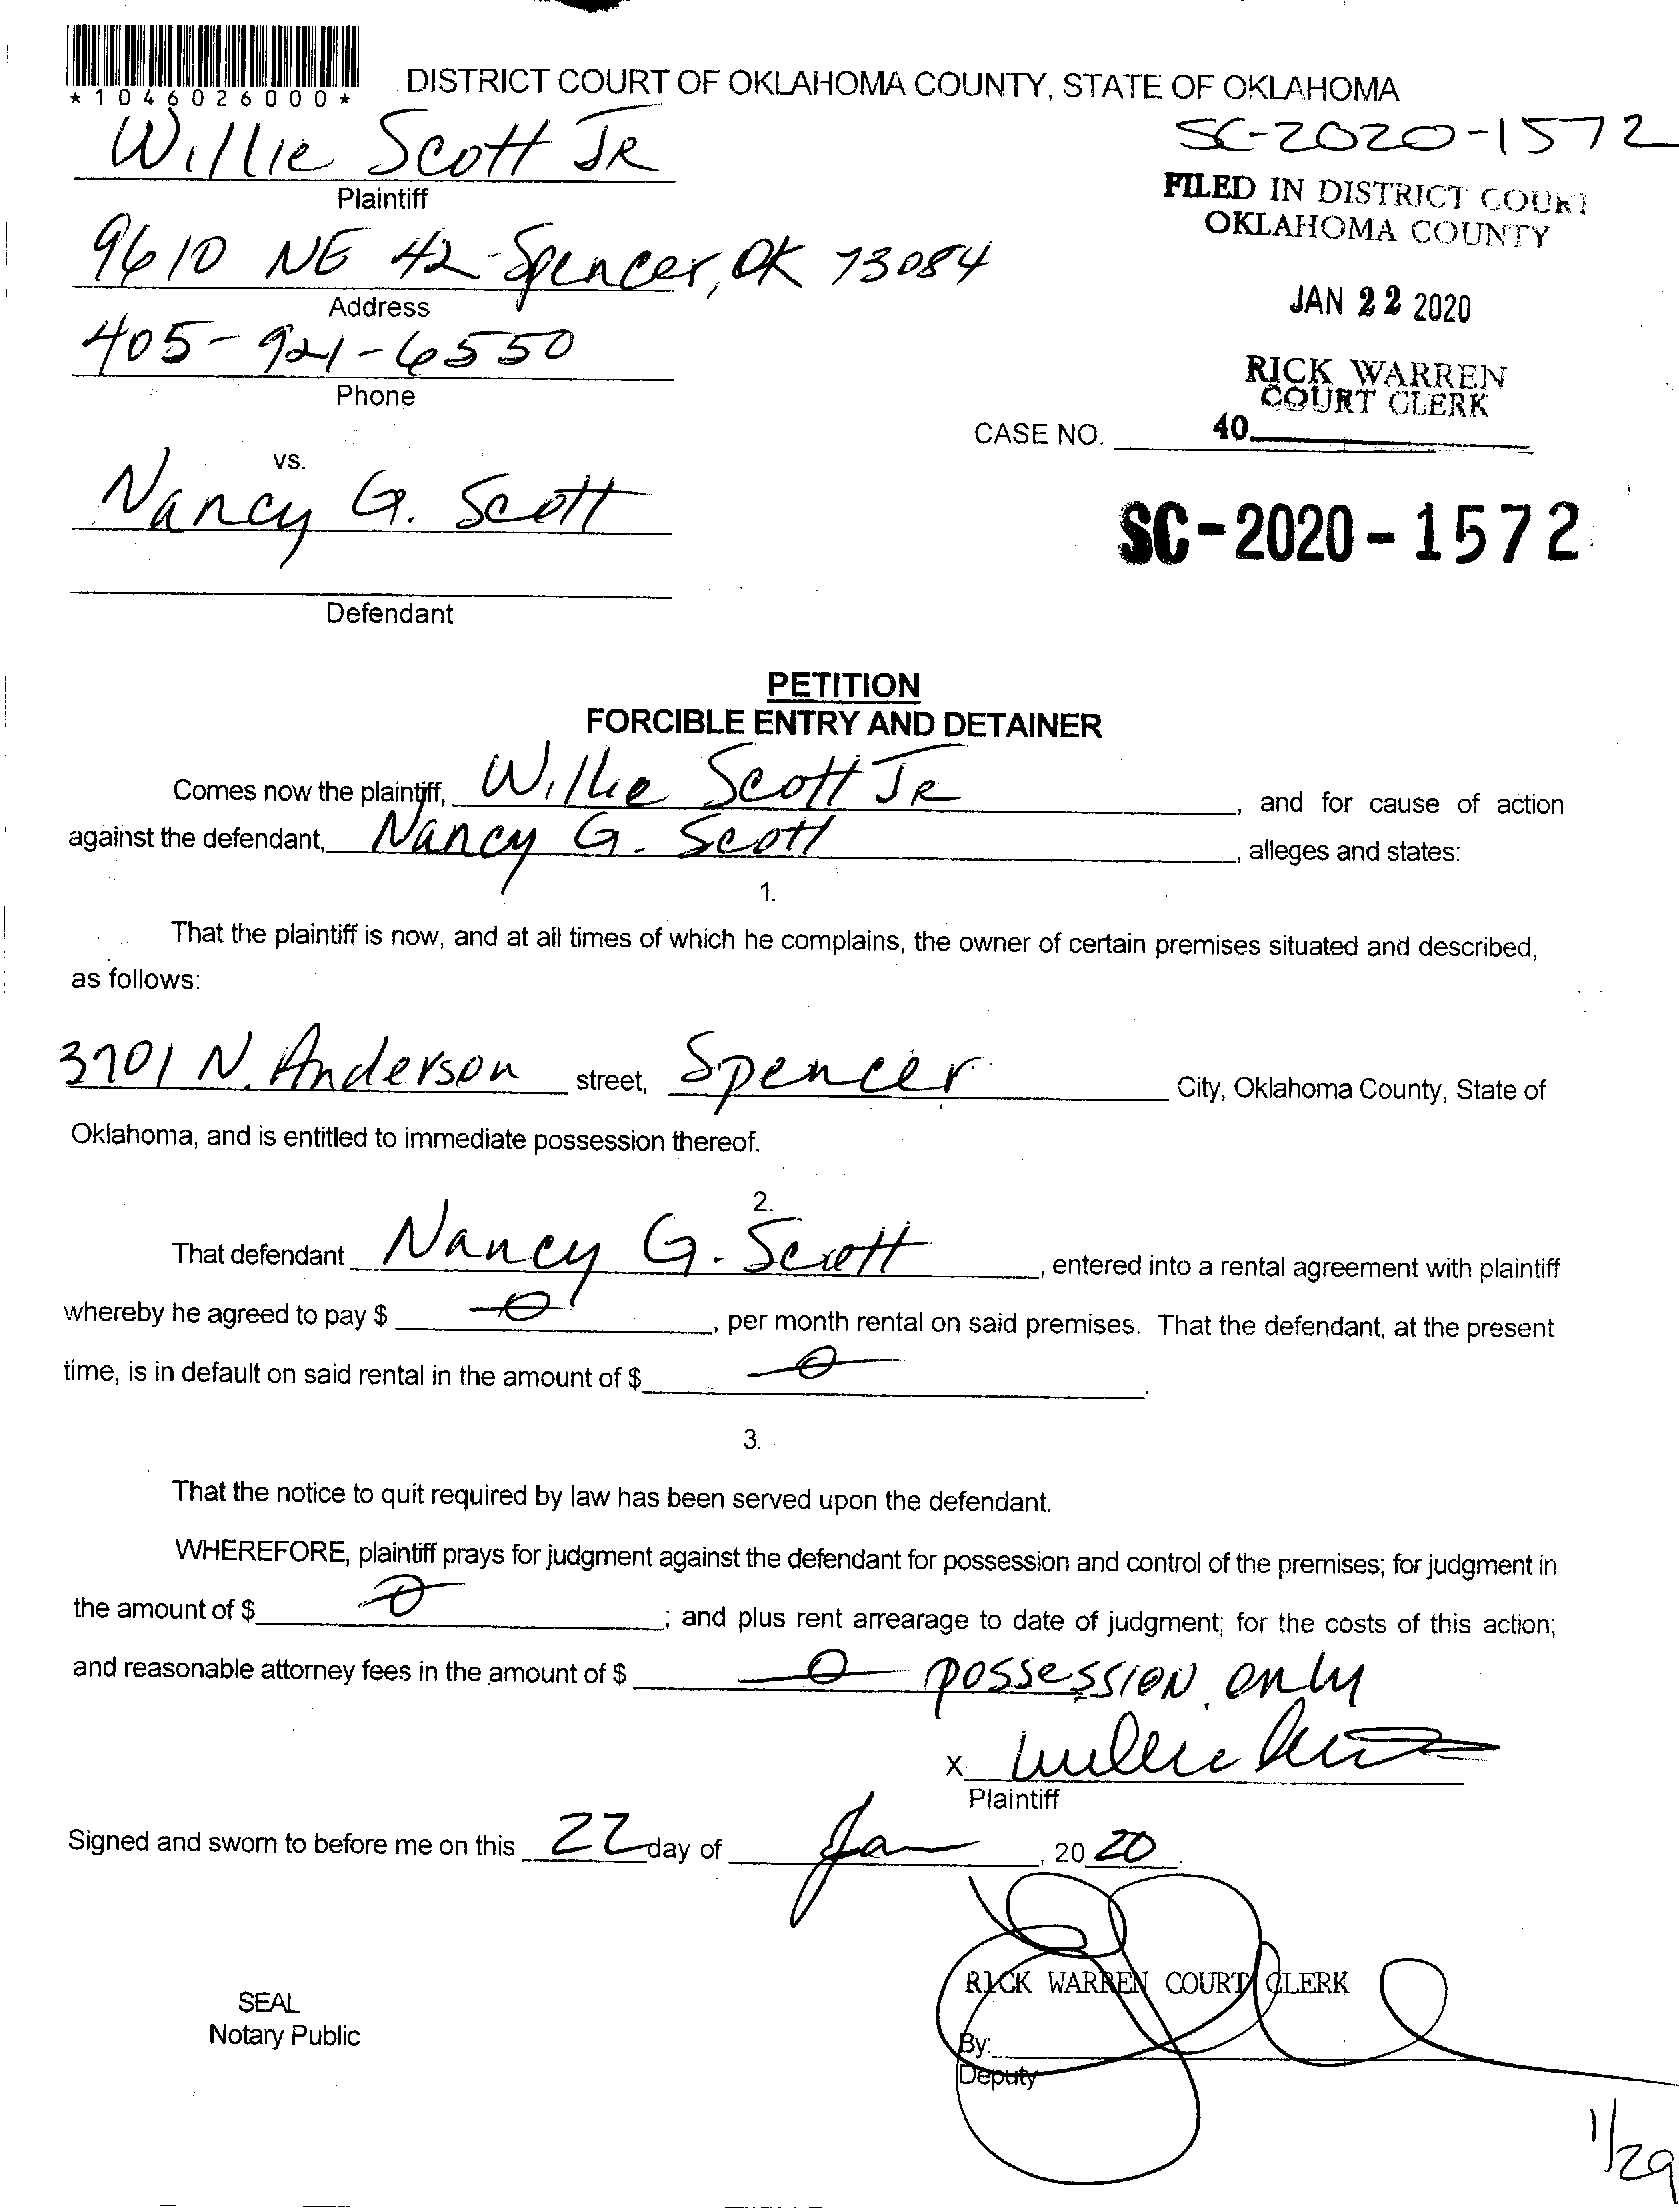 *1046026000*
DISTRICT COURT OF OKLAHOMA COUNTY, STATE OF OKLAHOMA
Willie Scott JR
SC-2020-1572
Plaintiff
FILED IN DISTRICT COURT
OKLAHOMA COUNTY
9610 NE 42 - Spencer, OK 73084
Address
JAN 22 2020
405-921-6550
Phone
RICK WARREN
COURT CLERK
CASE NO.
40
vs.
Nancy G. Scott
SC-2020-1572
Defendant
PETITION
FORCIBLE ENTRY AND DETAINER
Comes now the plaintiff, Willie Scott JR, and for cause of action
against the defendant, Nancy G. Scott, alleges and states:
1.
That the plaintiff is now, and at all times of which he complains, the owner of certain premises situated and described,
as follows:
3701 N. Anderson street, Spencer City, Oklahoma County, State of
Oklahoma, and is entitled to immediate possession thereof.
2.
That defendant Nancy G. Scott, entered into a rental agreement with plaintiff
whereby he agreed to pay $ 0, per month rental on said premises. That the defendant, at the present
time, is in default on said rental in the amount of $ 0.
3.
That the notice to quit required by law has been served upon the defendant.
WHEREFORE, plaintiff prays for judgment against the defendant for possession and control of the premises; for judgment in
the amount of $ 0; and plus rent arrearage to date of judgment; for the costs of this action;
and reasonable attorney fees in the amount of $ 0 possession only
X Willie Scott
Plaintiff
Signed and sworn to before me on this 22 day of Jan, 2020.
RICK WARREN COURT CLERK
SEAL
Notary Public
By:
Deputy
1/29